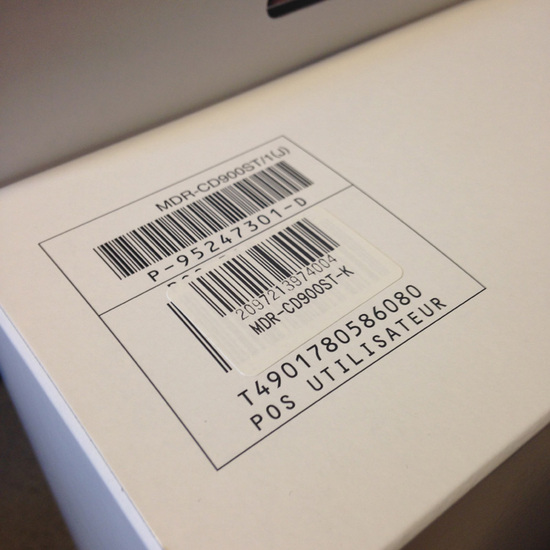 MDR-CD900ST/1(J)
P-95247301-D
2097213974004
MDR-CD900ST-K
T4901780586080
POS UTILISATEUR